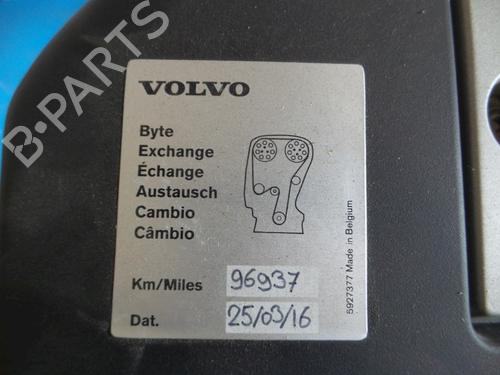 B-PARTS
VOLVO
Byte
Exchange
Échange
Austausch
Cambio
Câmbio
Km/Miles 96937
Dat. 25/03/16
5927377 Made in Belgium